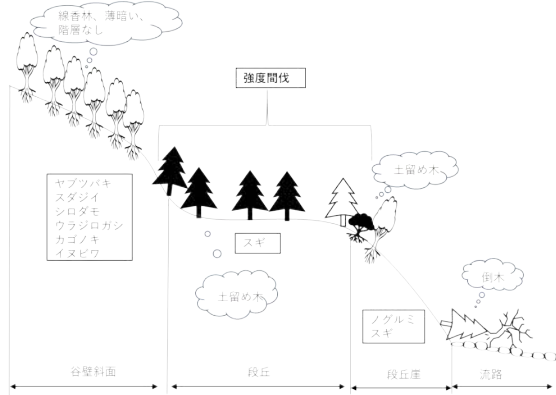 線香林、薄暗い、
階層なし
強度間伐
土留め木
ヤブツバキ
スダジイ
シロダモ
ウラジロガシ
カゴノキ
イヌビワ
スギ
土留め木
倒木
ノグルミ
スギ
谷壁斜面
段丘
段丘崖
流路